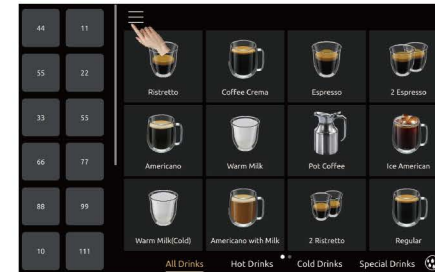 44 11
55 22
33 55
66 77
88 99
10 111
Ristretto Coffee Crema Espresso 2 Espresso
Americano Warm Milk Pot Coffee Ice American
Warm Milk(Cold) Americano with Milk 2 Ristretto Regular
All Drinks Hot Drinks Cold Drinks Special Drinks